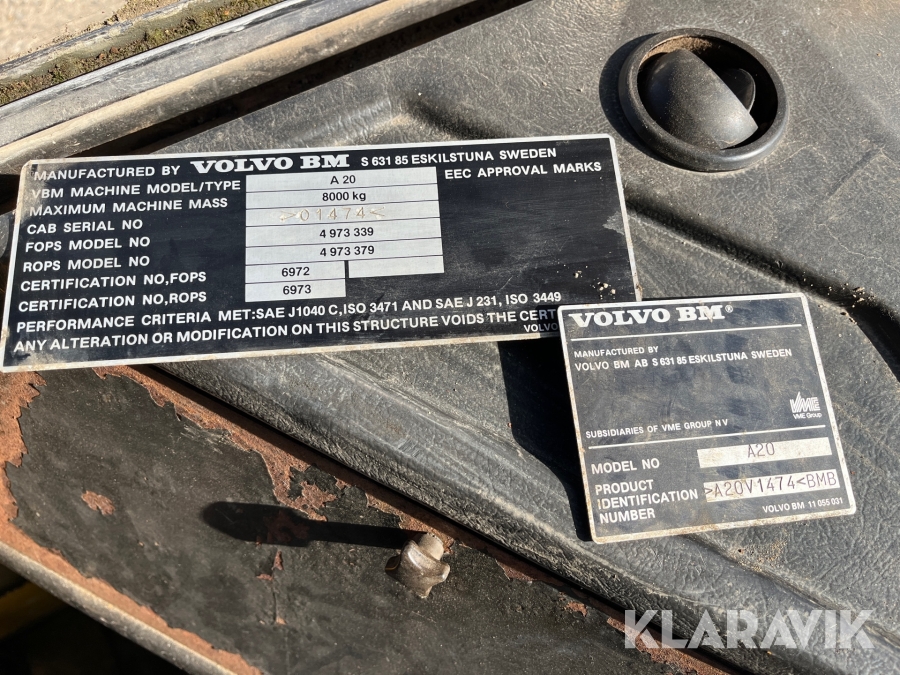 MANUFACTURED BY VOLVO BM S 631 85 ESKILSTUNA SWEDEN
VBM MACHINE MODEL/TYPE A 20 EEC APPROVAL MARKS
MAXIMUM MACHINE MASS 8000 kg
CAB SERIAL NO >01474<
FOPS MODEL NO 4 973 339
ROPS MODEL NO 4 973 379
CERTIFICATION NO,FOPS 6972
CERTIFICATION NO,ROPS 6973
PERFORMANCE CRITERIA MET:SAE J1040 C,ISO 3471 AND SAE J 231, ISO 3449
ANY ALTERATION OR MODIFICATION ON THIS STRUCTURE VOIDS THE CERT
VOLVO
VOLVO BM®
MANUFACTURED BY
VOLVO BM AB S 631 85 ESKILSTUNA SWEDEN
VME
VME Group
SUBSIDIARIES OF VME GROUP N V
MODEL NO A20
PRODUCT
IDENTIFICATION >A20V1474<BMB
NUMBER
VOLVO BM 11 055 031
KLARAVIK